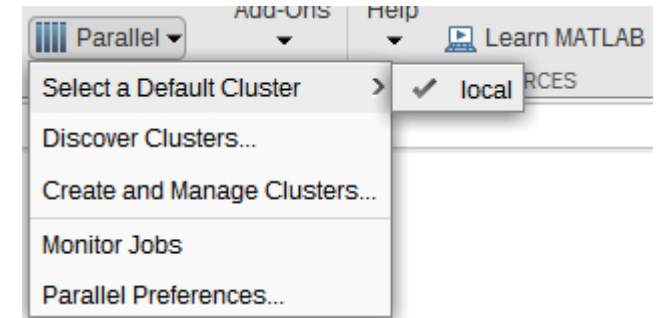 Add-Ons
Help
Parallel
Learn MATLAB
Select a Default Cluster
local
RCES
Discover Clusters...
Create and Manage Clusters...
Monitor Jobs
Parallel Preferences...